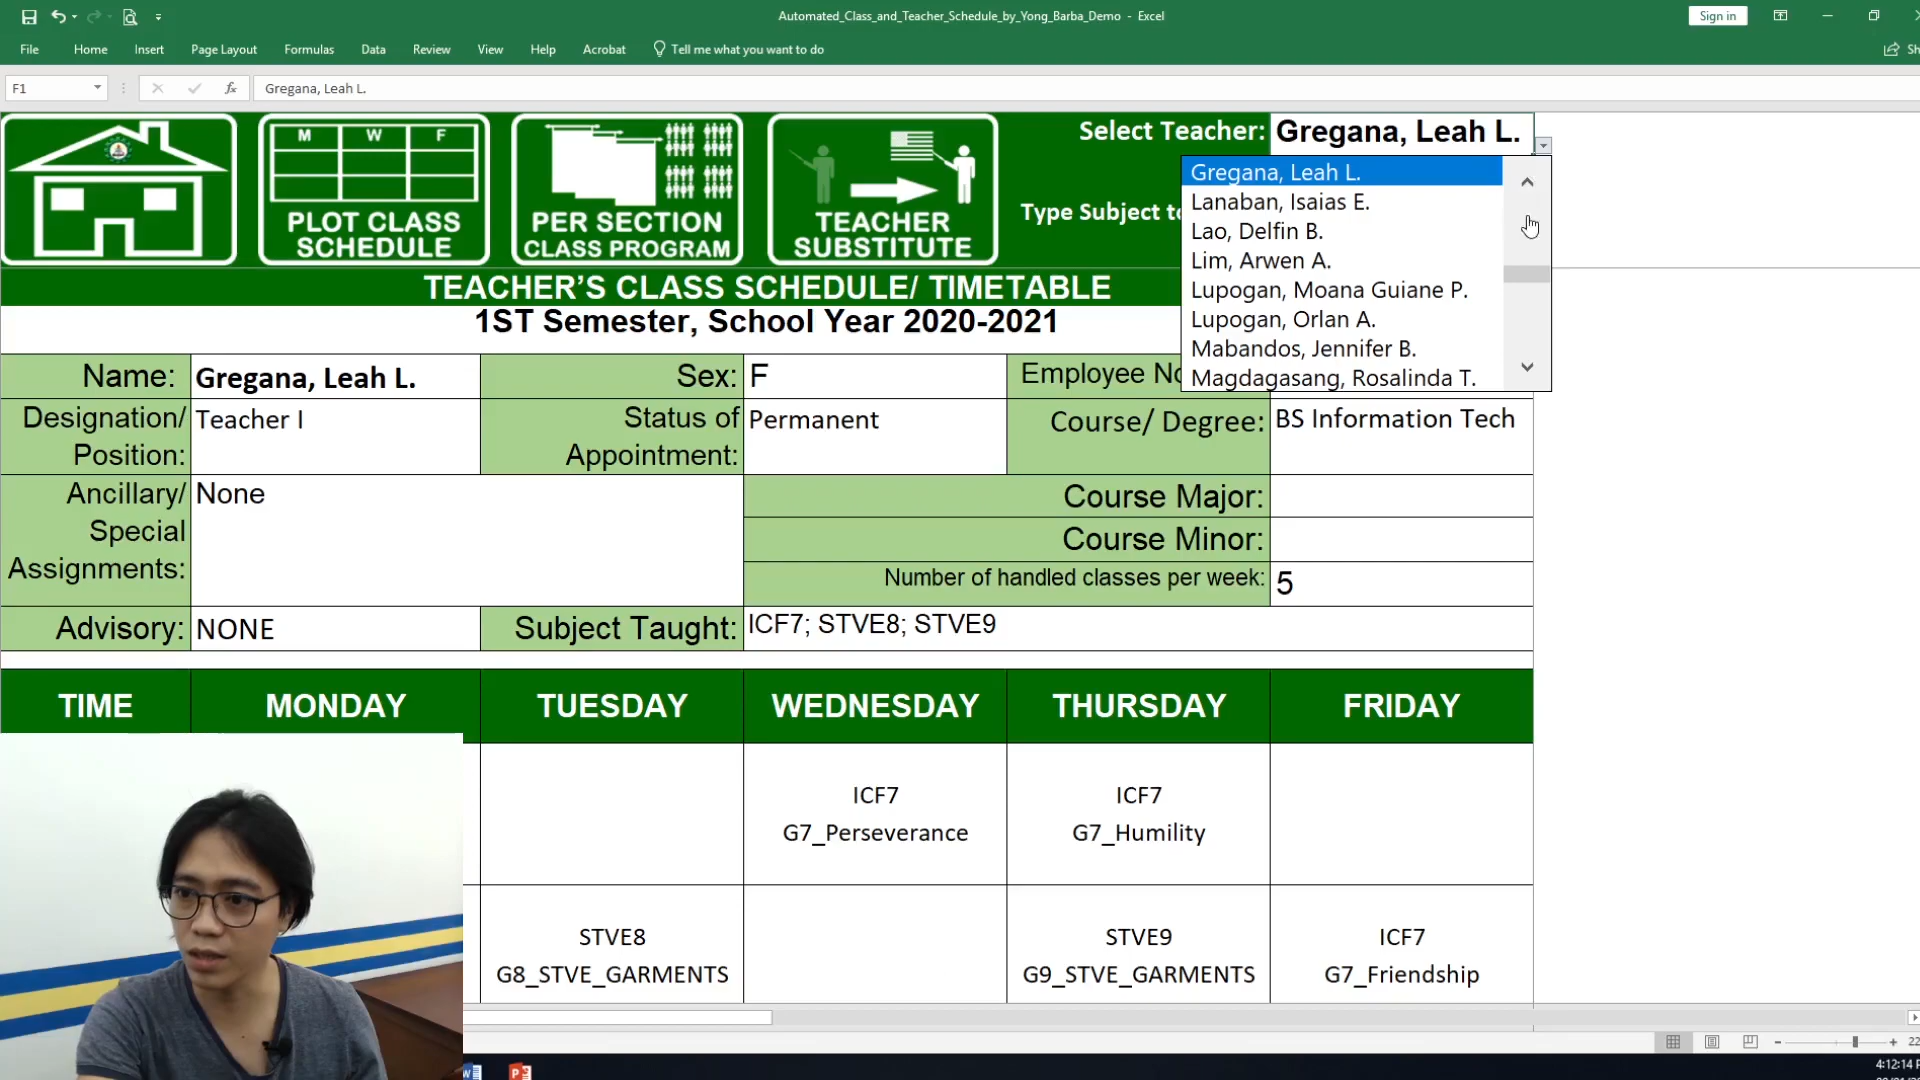 Automated_Class_and_Teacher_Schedule_by_Yong_Barba_Demo - Excel
Sign in
File Home Insert Page Layout Formulas Data Review View Help Acrobat Tell me what you want to do
F1
fx
Gregana, Leah L.
M W F
PLOT CLASS
SCHEDULE
PER SECTION
CLASS PROGRAM
TEACHER
SUBSTITUTE
Select Teacher: Gregana, Leah L.
Type Subject
Gregana, Leah L.
Lanaban, Isaias E.
Lao, Delfin B.
Lim, Arwen A.
Lupogan, Moana Guiane P.
Lupogan, Orlan A.
Mabandos, Jennifer B.
Magdagasang, Rosalinda T.
TEACHER'S CLASS SCHEDULE/ TIMETABLE
1ST Semester, School Year 2020-2021
Name: Gregana, Leah L. Sex: F Employee
Designation/
Position:
Teacher I
Status of
Appointment:
Permanent
Course/ Degree: BS Information Tech
Ancillary/
Special
Assignments:
None
Course Major:
Course Minor:
Number of handled classes per week: 5
Advisory: NONE Subject Taught: ICF7; STVE8; STVE9
TIME MONDAY TUESDAY WEDNESDAY THURSDAY FRIDAY
ICF7
G7_Perseverance
ICF7
G7_Humility
STVE8
G8_STVE_GARMENTS
STVE9
G9_STVE_GARMENTS
ICF7
G7_Friendship
4:12:14